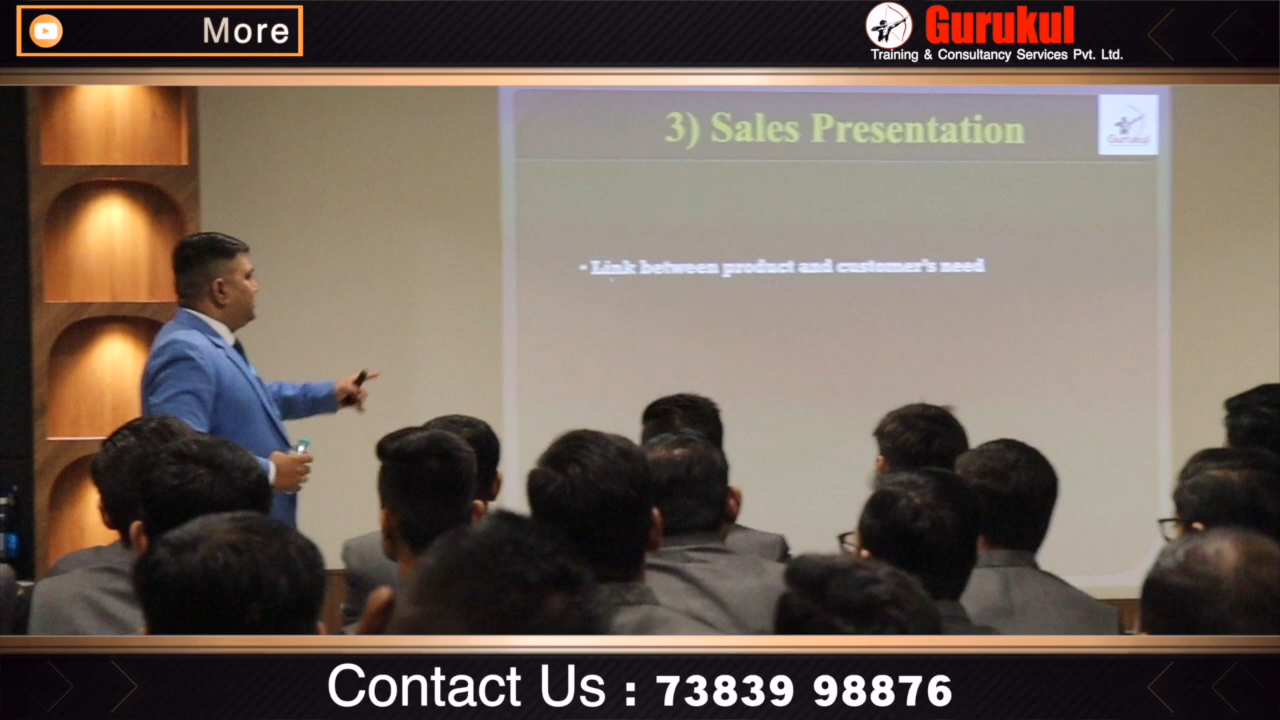 More
Gurukul
Training & Consultancy Services Pvt. Ltd.
3) Sales Presentation
Gurukul
• Link between product and customer's need
Contact Us : 73839 98876